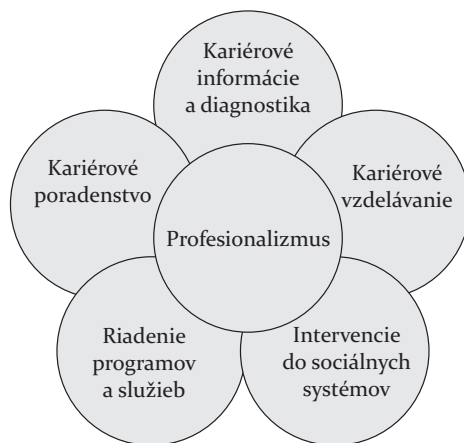 Kariérové
informácie
a diagnostika
Kariérové
poradenstvo
Kariérové
vzdelávanie
Profesionalizmus
Riadenie
programov
a služieb
Intervencie
do sociálnych
systémov